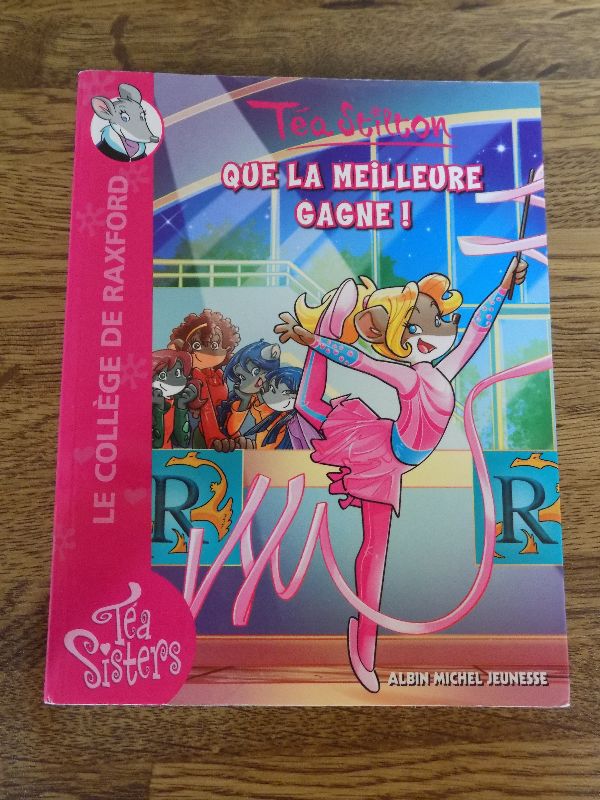 Téa Stilton
QUE LA MEILLEURE
GAGNE !
LE COLLÈGE DE RAXFORD
R
R
Téa
Sisters
ALBIN MICHEL JEUNESSE